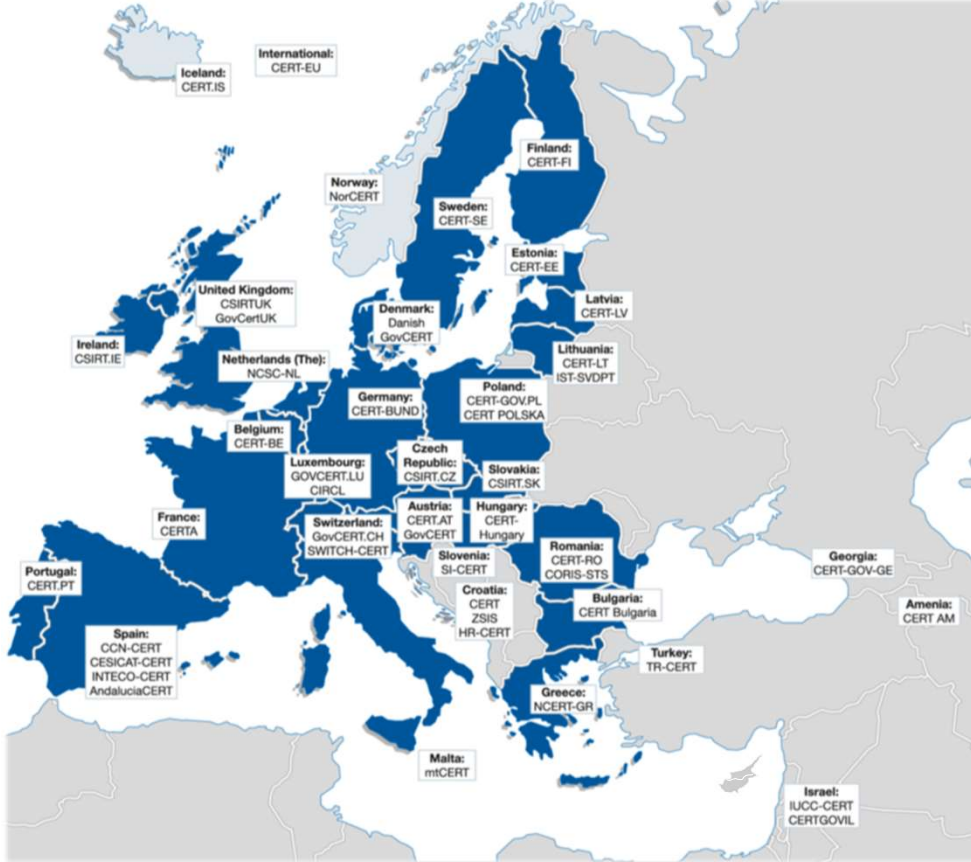 International:
CERT-EU
Iceland:
CERT.IS
Finland:
CERT-FI
Norway:
NorCERT
Sweden:
CERT-SE
Estonia:
CERT-EE
United Kingdom:
CSIRTUK
GovCertUK
Latvia:
CERT-LV
Denmark:
Danish
GovCERT
Ireland:
CSIRT.IE
Netherlands (The):
NCSC-NL
Lithuania:
CERT-LT
IST-SVDPT
Germany:
CERT-BUND
Poland:
CERT-GOV.PL
CERT POLSKA
Belgium:
CERT-BE
Luxembourg:
GOVCERT.LU
CIRCL
Czech
Republic:
CSIRT.CZ
Slovakia:
CSIRT.SK
France:
CERTA
Switzerland:
GovCERT.CH
SWITCH-CERT
Austria:
CERT.AT
GovCERT
Hungary:
CERT-
Hungary
Slovenia:
SI-CERT
Romania:
CERT-RO
CORIS-STS
Georgia:
CERT-GOV-GE
Portugal:
CERT.PT
Croatia:
CERT
ZSIS
HR-CERT
Bulgaria:
CERT Bulgaria
Amenia:
CERT AM
Spain:
CCN-CERT
CESICAT-CERT
INTECO-CERT
AndaluciaCERT
Turkey:
TR-CERT
Greece:
NCERT-GR
Malta:
mtCERT
Israel:
IUCC-CERT
CERTGOVIL